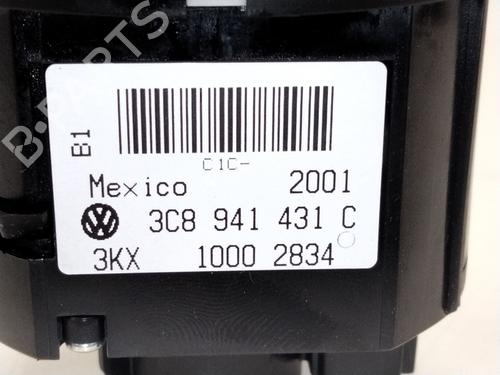 B-PARTS
B1
C1C-
Mexico 2001
3C8 941 431 C
3KX 1000 2834